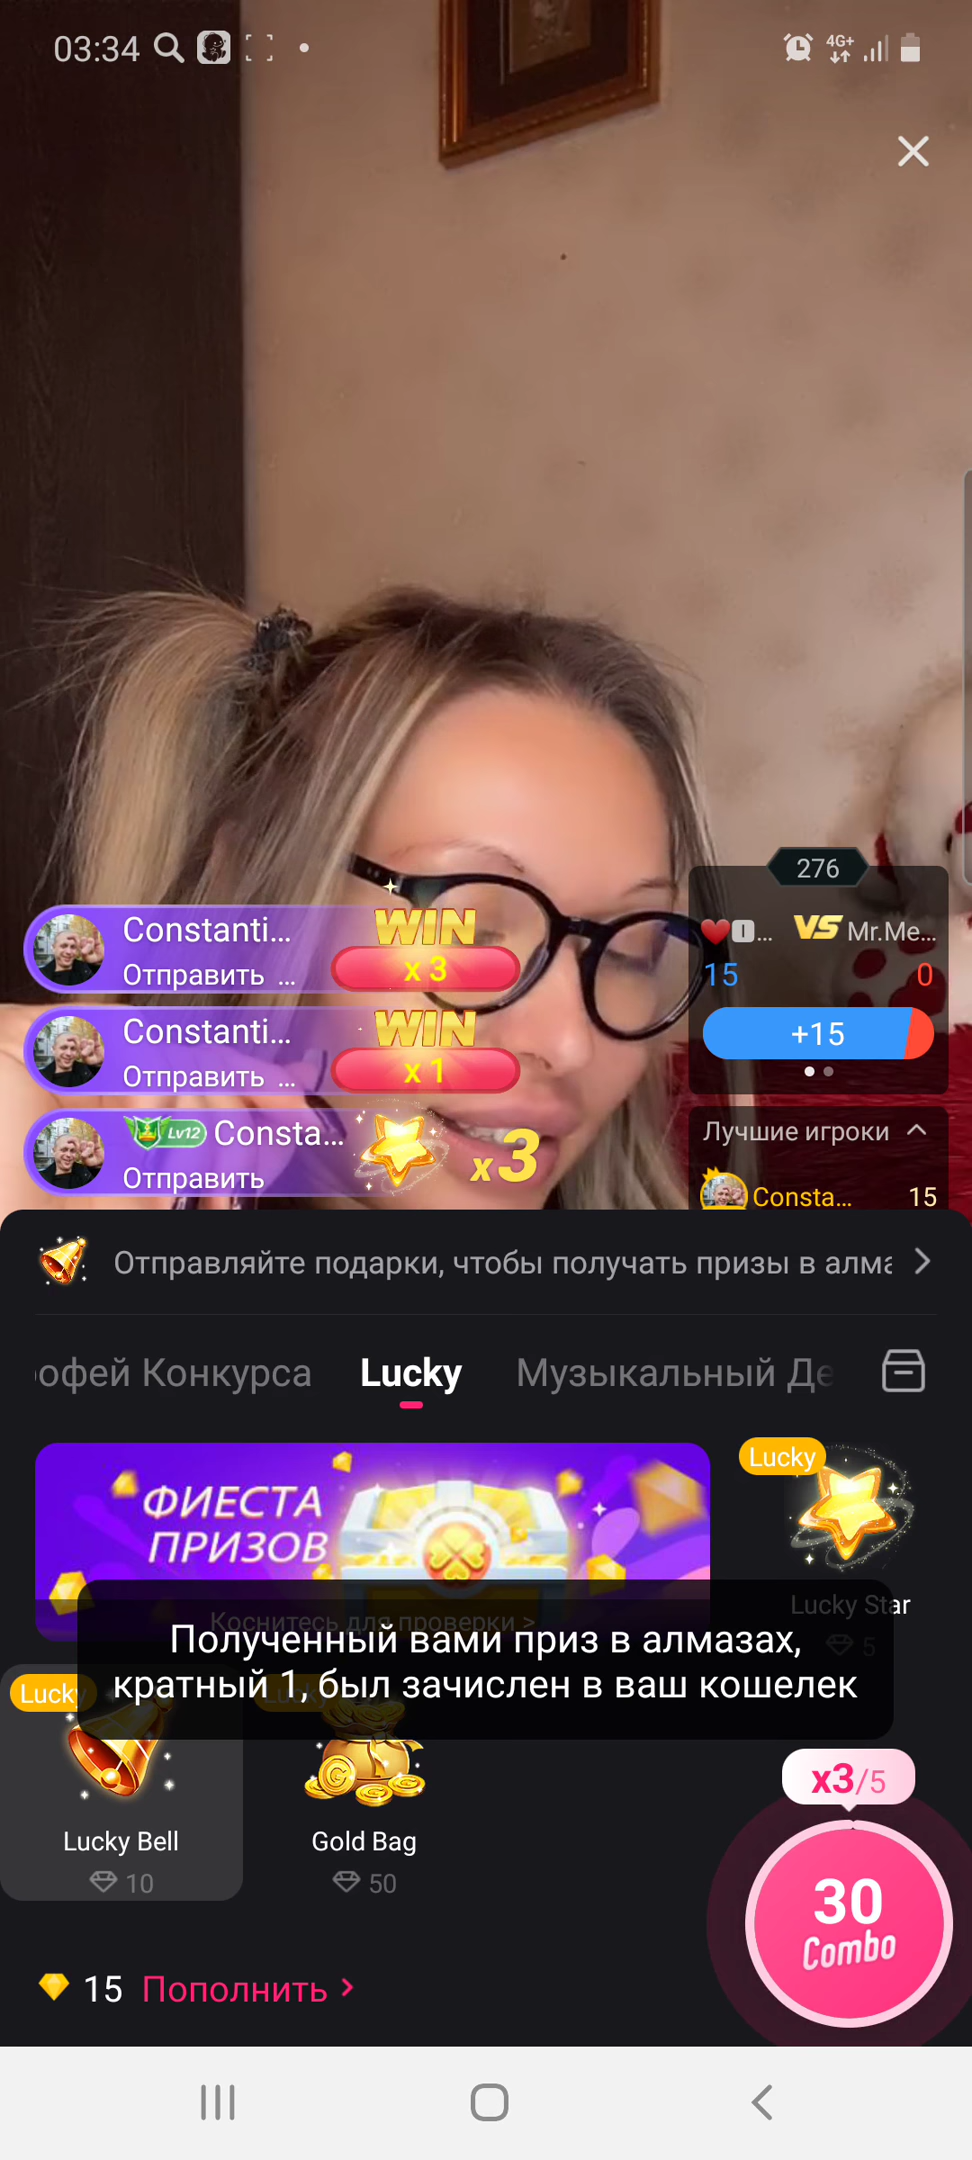 03:34
4G+
276
I... VS Mr.Me...
15 0
+15
Constanti... WIN
Отправить ... x 3
Constanti... WIN
Отправить ... x 1
Lv12 Consta...
Отправить x3
Лучшие игроки
Consta... 15
Отправляйте подарки, чтобы получать призы в алма
офей Конкурса Lucky Музыкальный Де
ФИЕСТА
ПРИЗОВ
Коснитесь для проверки >
Lucky
Lucky Star
5
Полученный вами приз в алмазах,
кратный 1, был зачислен в ваш кошелек
Lucky
Lucky Bell
10
Lucky
Gold Bag
50
x3/5
30
Combo
15 Пополнить >